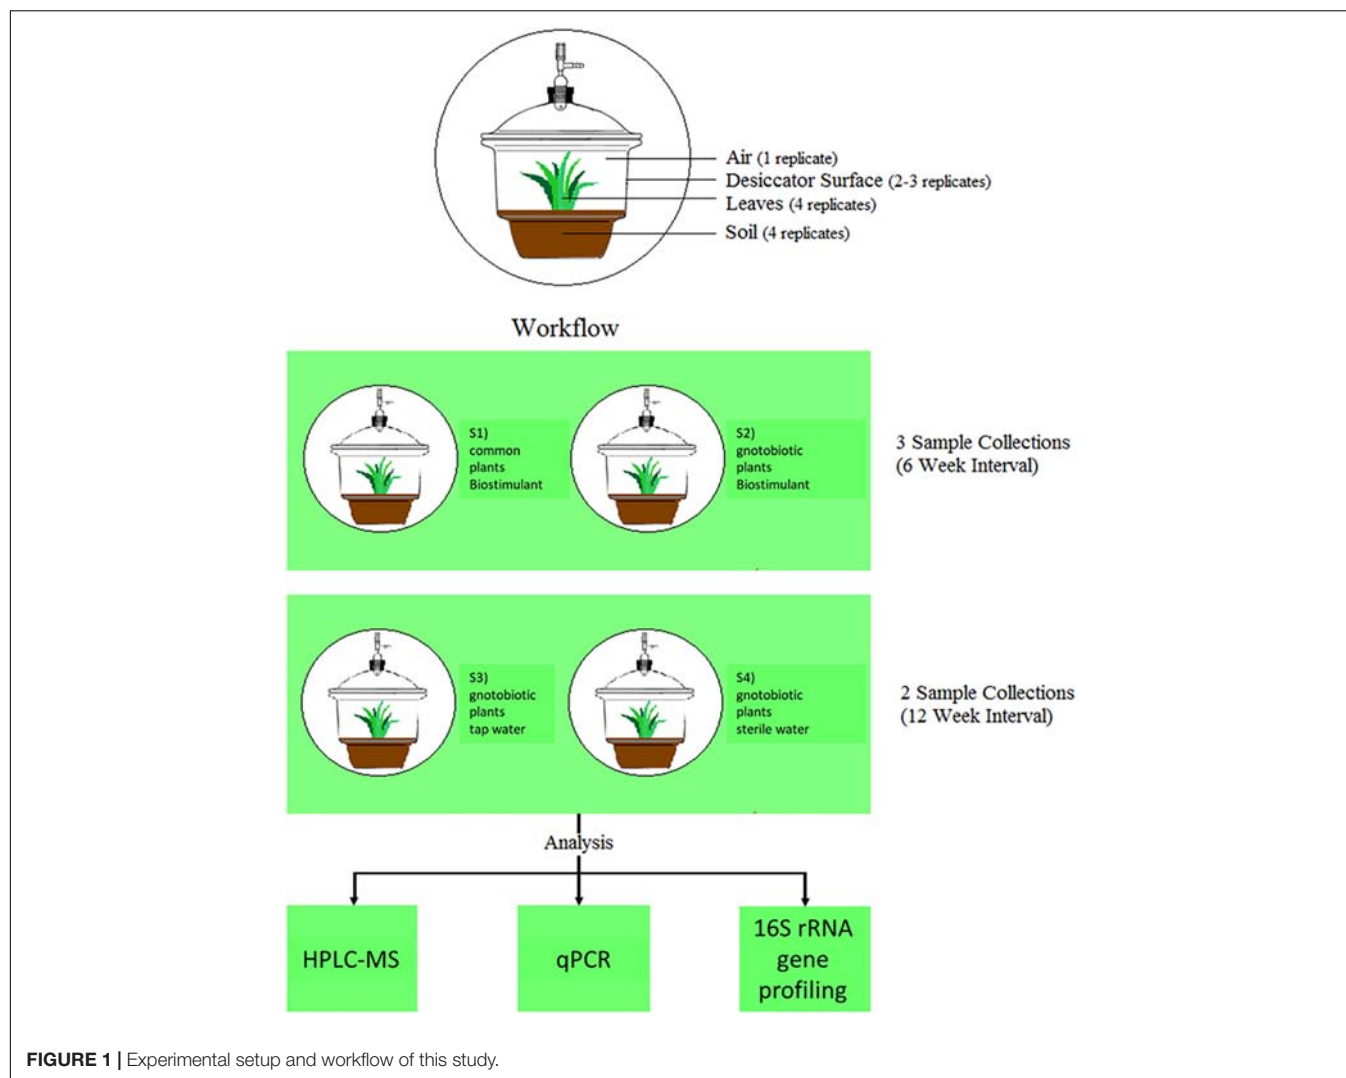 Air (1 replicate)
Desiccator Surface (2-3 replicates)
Leaves (4 replicates)
Soil (4 replicates)
Workflow
S1)
common
plants
Biostimulant
S2)
gnotobiotic
plants
Biostimulant
3 Sample Collections
(6 Week Interval)
S3)
gnotobiotic
plants
tap water
S4)
gnotobiotic
plants
sterile water
2 Sample Collections
(12 Week Interval)
Analysis
HPLC-MS
qPCR
16S rRNA
gene
profiling
FIGURE 1 | Experimental setup and workflow of this study.